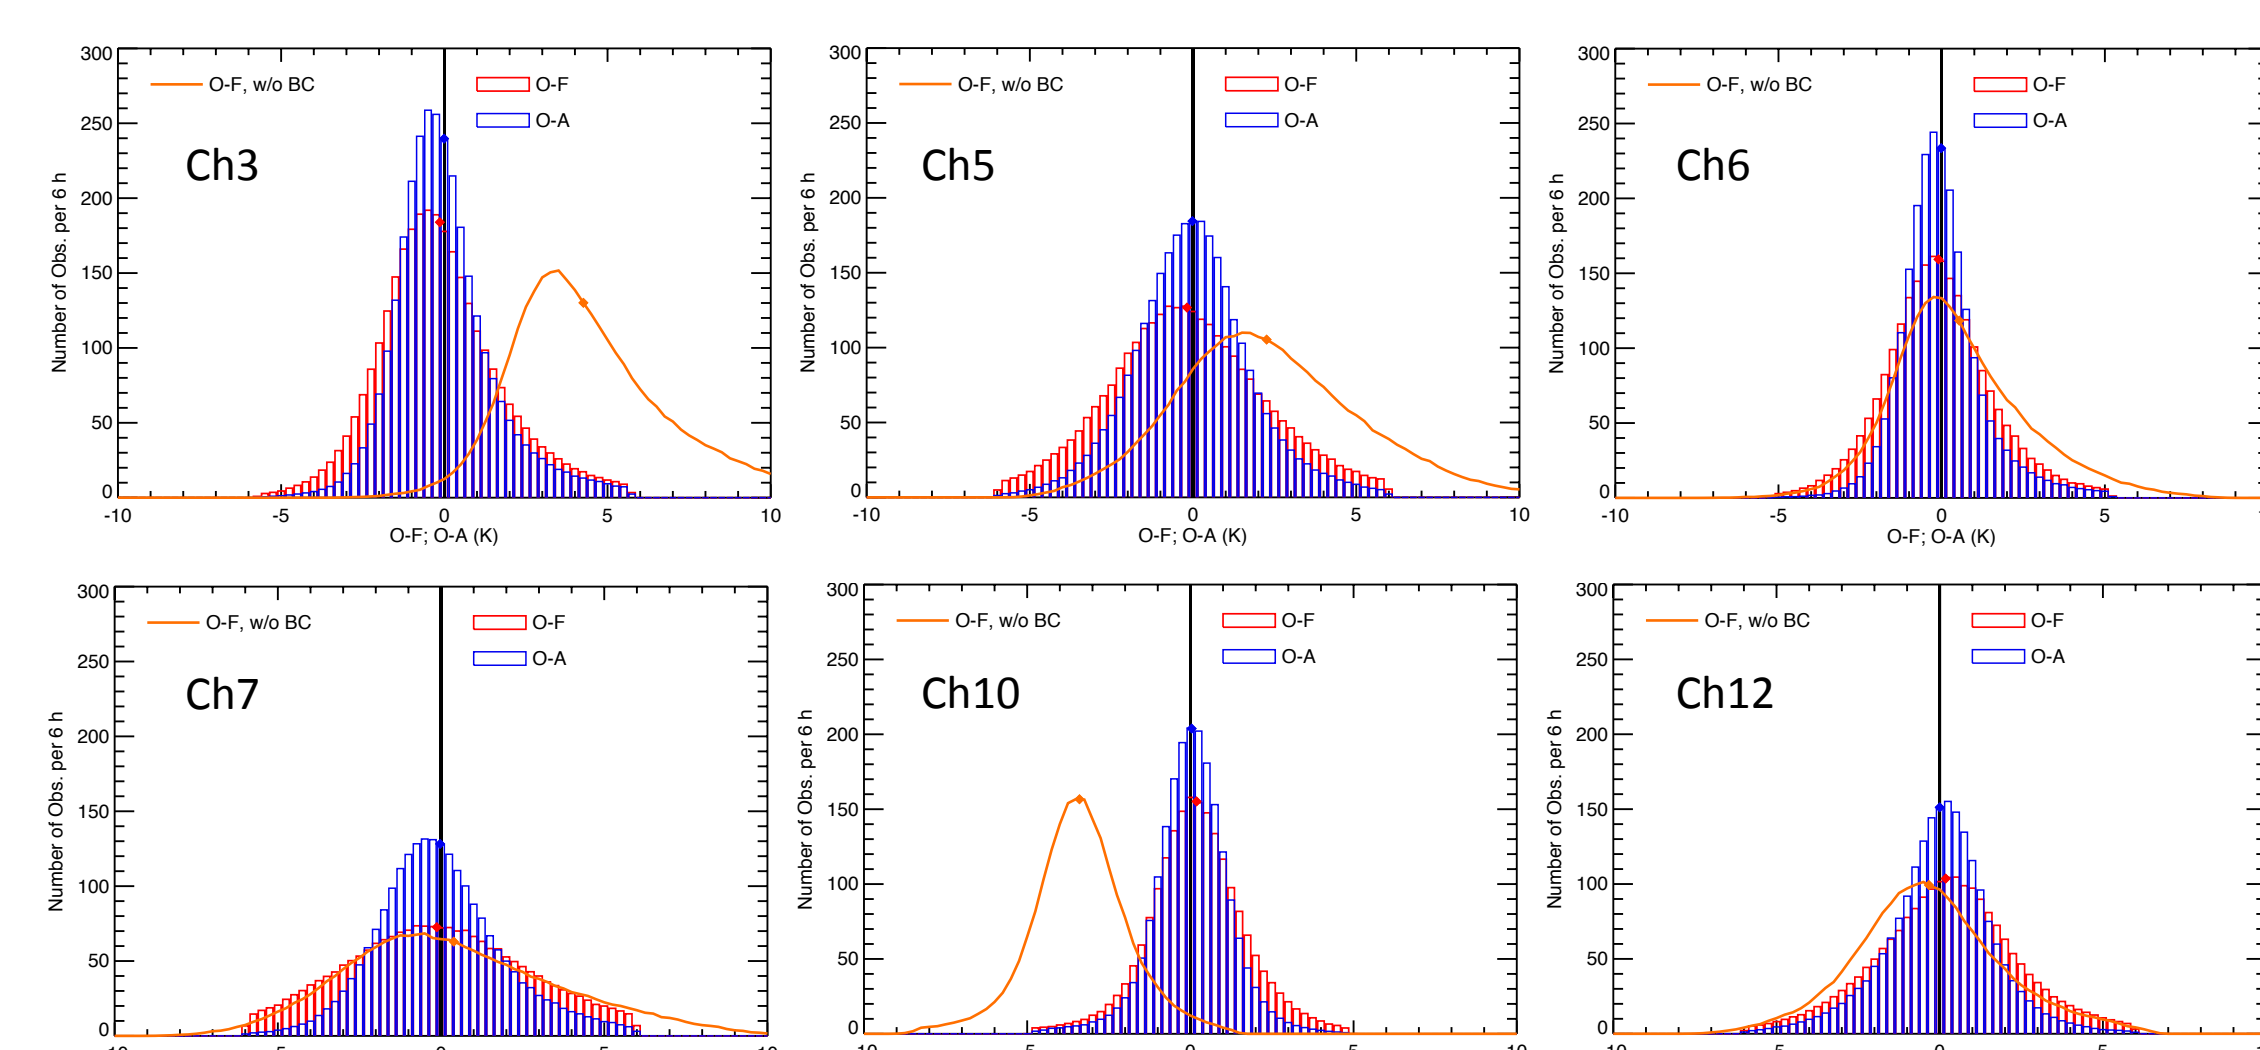 300 300 300
O-F, w/o BC O-F O-F, w/o BC O-F O-F, w/o BC O-F
250 O-A 250 O-A 250 O-A
Ch3 Ch5 Ch6
200 200 200
150 150 150
100 100 100
50 50 50
0 0 0
Number of Obs. per 6 h Number of Obs. per 6 h Number of Obs. per 6 h
-10 -5 0 5 10 -10 -5 0 5 10 -10 -5 0 5
O-F; O-A (K) O-F; O-A (K) O-F; O-A (K)
300 300 300
O-F, w/o BC O-F O-F, w/o BC O-F O-F, w/o BC O-F
250 O-A 250 O-A 250 O-A
Ch7 Ch10 Ch12
200 200 200
150 150 150
100 100 100
50 50 50
0 0 0
Number of Obs. per 6 h Number of Obs. per 6 h Number of Obs. per 6 h